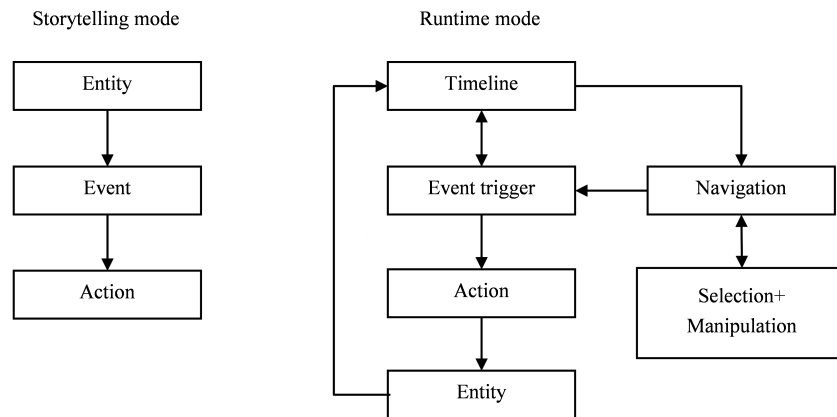 Storytelling mode
Entity
Event
Action
Runtime mode
Timeline
Event trigger
Action
Entity
Navigation
Selection+
Manipulation